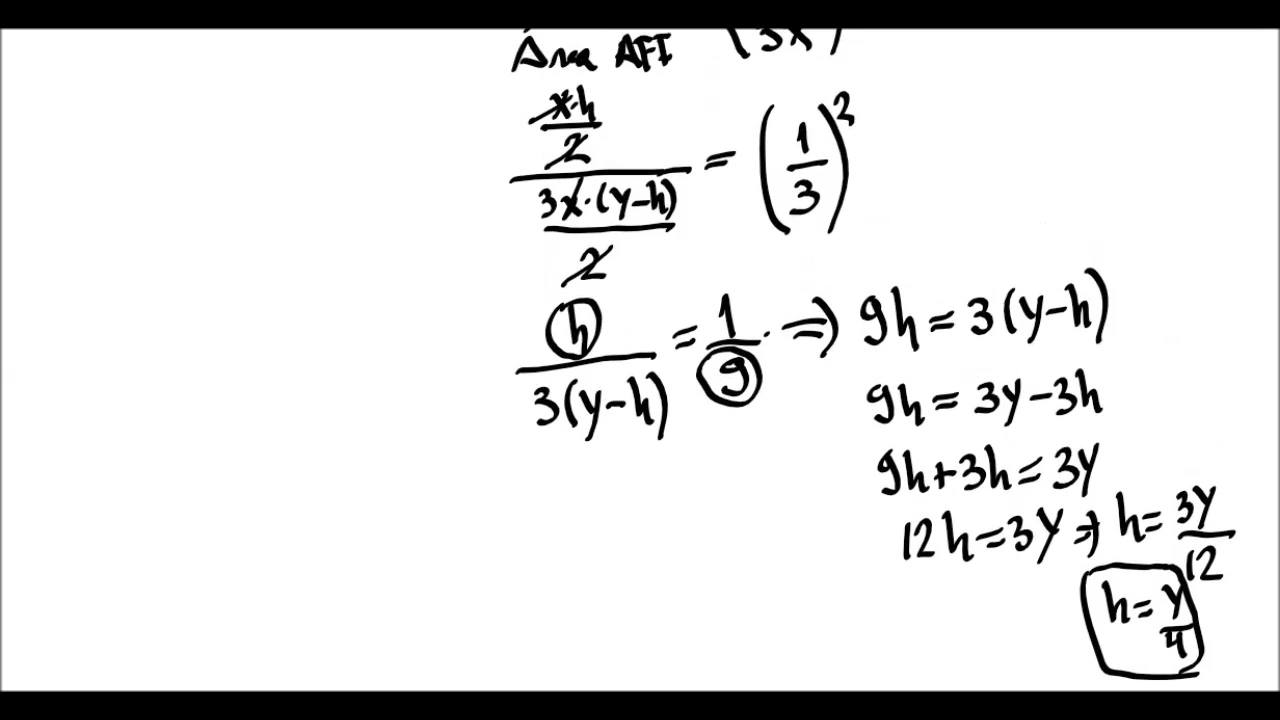 Área AFI (3x)
x·h/2 / 3x·(y-h)/2 = (1/3)²
h / 3(y-h) = 1/9 · ⇒ 9h = 3(y-h)
9h = 3y-3h
9h+3h = 3y
12h = 3y ⇒ h = 3y/12
h = y/4